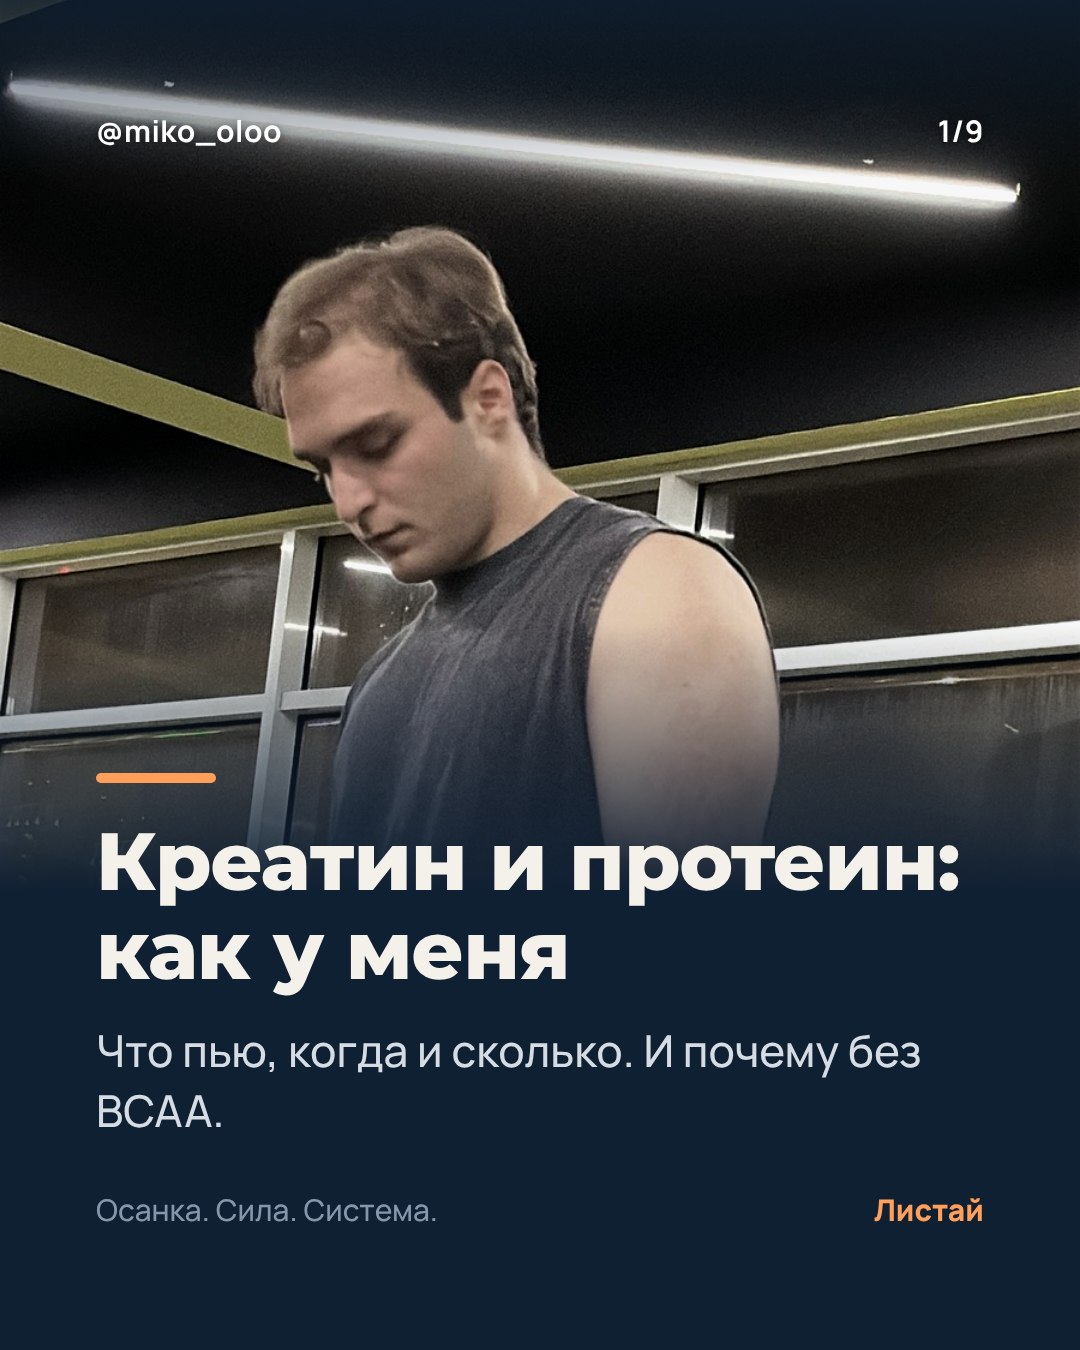 @miko_oloo
1/9
Креатин и протеин:
как у меня
Что пью, когда и сколько. И почему без
BCAA.
Осанка. Сила. Система.
Листай